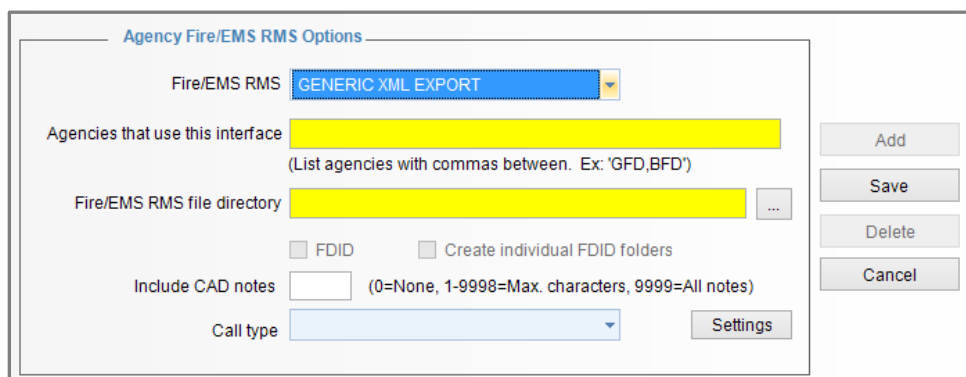 Agency Fire/EMS RMS Options
Fire/EMS RMS GENERIC XML EXPORT
Agencies that use this interface
(List agencies with commas between. Ex: 'GFD,BFD')
Fire/EMS RMS file directory ...
FDID Create individual FDID folders
Include CAD notes (0=None, 1-9998=Max. characters, 9999=All notes)
Call type Settings
Add
Save
Delete
Cancel